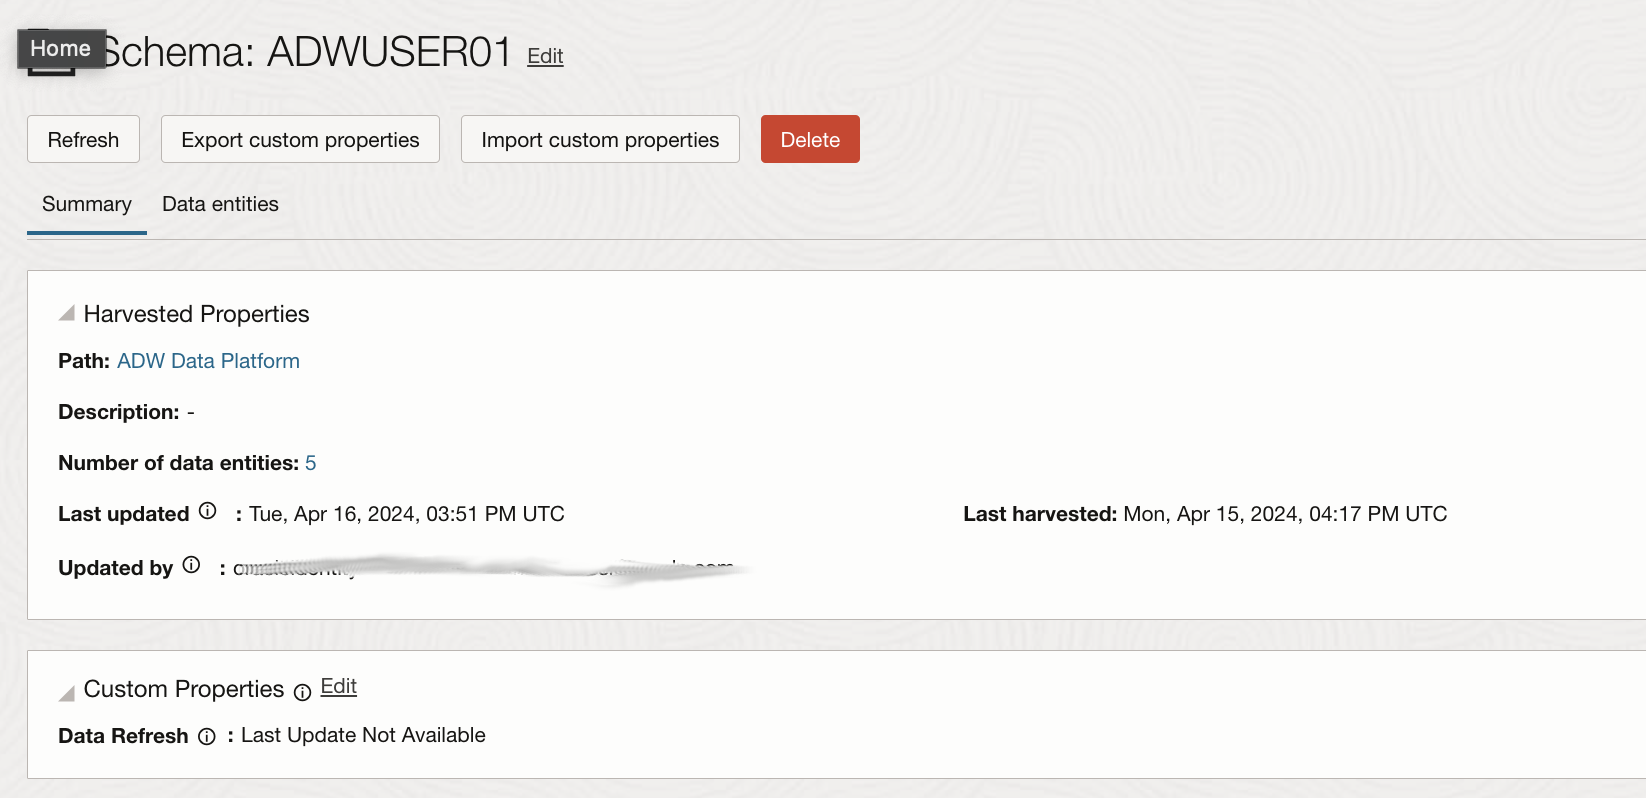 Home
Schema: ADWUSER01 Edit
Refresh Export custom properties Import custom properties Delete
Summary Data entities
Harvested Properties
Path: ADW Data Platform
Description: -
Number of data entities: 5
Last updated : Tue, Apr 16, 2024, 03:51 PM UTC Last harvested: Mon, Apr 15, 2024, 04:17 PM UTC
Updated by :
Custom Properties Edit
Data Refresh : Last Update Not Available